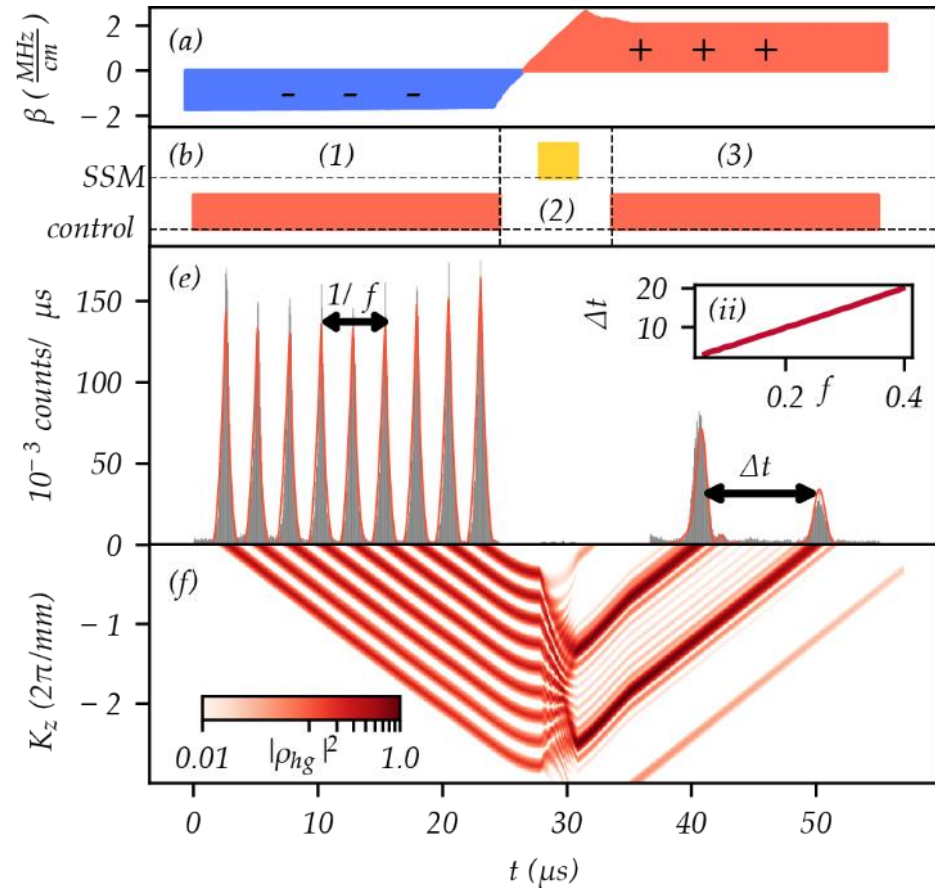 (a)
β (MHz/cm)
2
0
− 2
+ + +
- - -
(b)
(1)
(2)
(3)
SSM
control
(e)
10⁻³ counts/ μs
150
100
50
0
1/ f
Δt
(ii)
Δt
20
10
0.2
f
0.4
(f)
K_z (2π/mm)
− 1
− 2
0.01
|ρ_hg|²
1.0
0
10
20
30
40
50
t (μs)